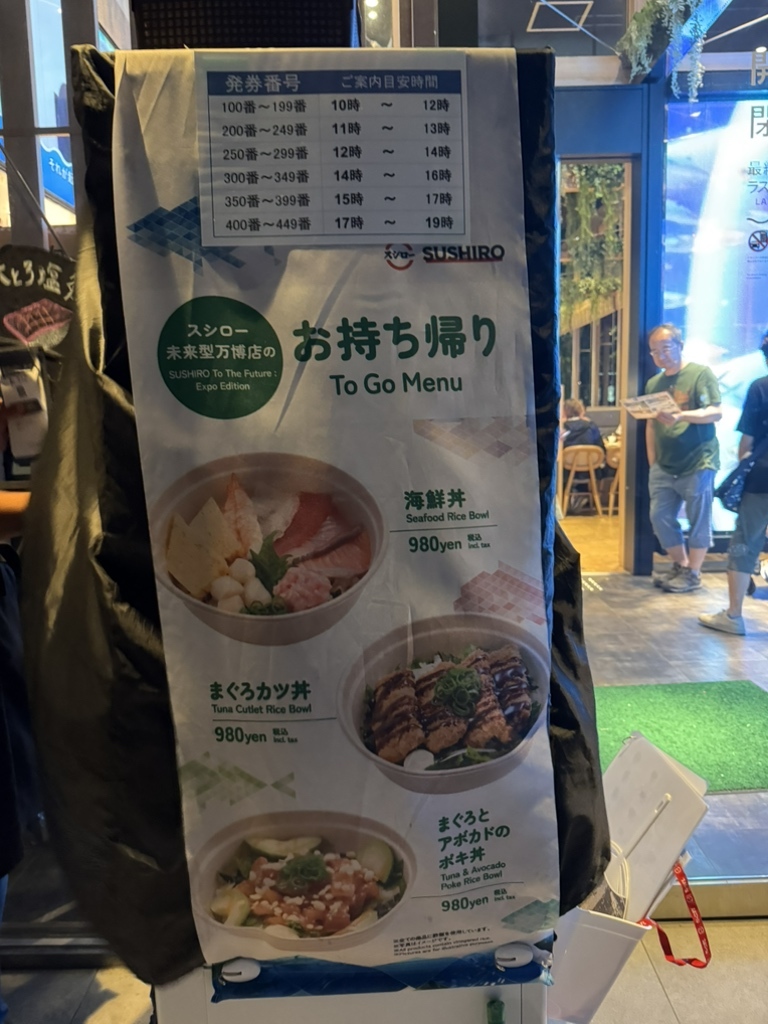 発券番号 ご案内目安時間
100番～199番 10時 ～ 12時
200番～249番 11時 ～ 13時
250番～299番 12時 ～ 14時
300番～349番 14時 ～ 16時
350番～399番 15時 ～ 17時
400番～449番 17時 ～ 19時
スシロー SUSHIRO
スシロー
未来型万博店の
SUSHIRO To The Future :
Expo Edition
お持ち帰り
To Go Menu
海鮮丼
Seafood Rice Bowl
980yen 税込 incl. tax
まぐろカツ丼
Tuna Cutlet Rice Bowl
980yen 税込 incl. tax
まぐろと
アボカドの
ポキ丼
Tuna & Avocado
Poke Rice Bowl
980yen 税込 incl. tax